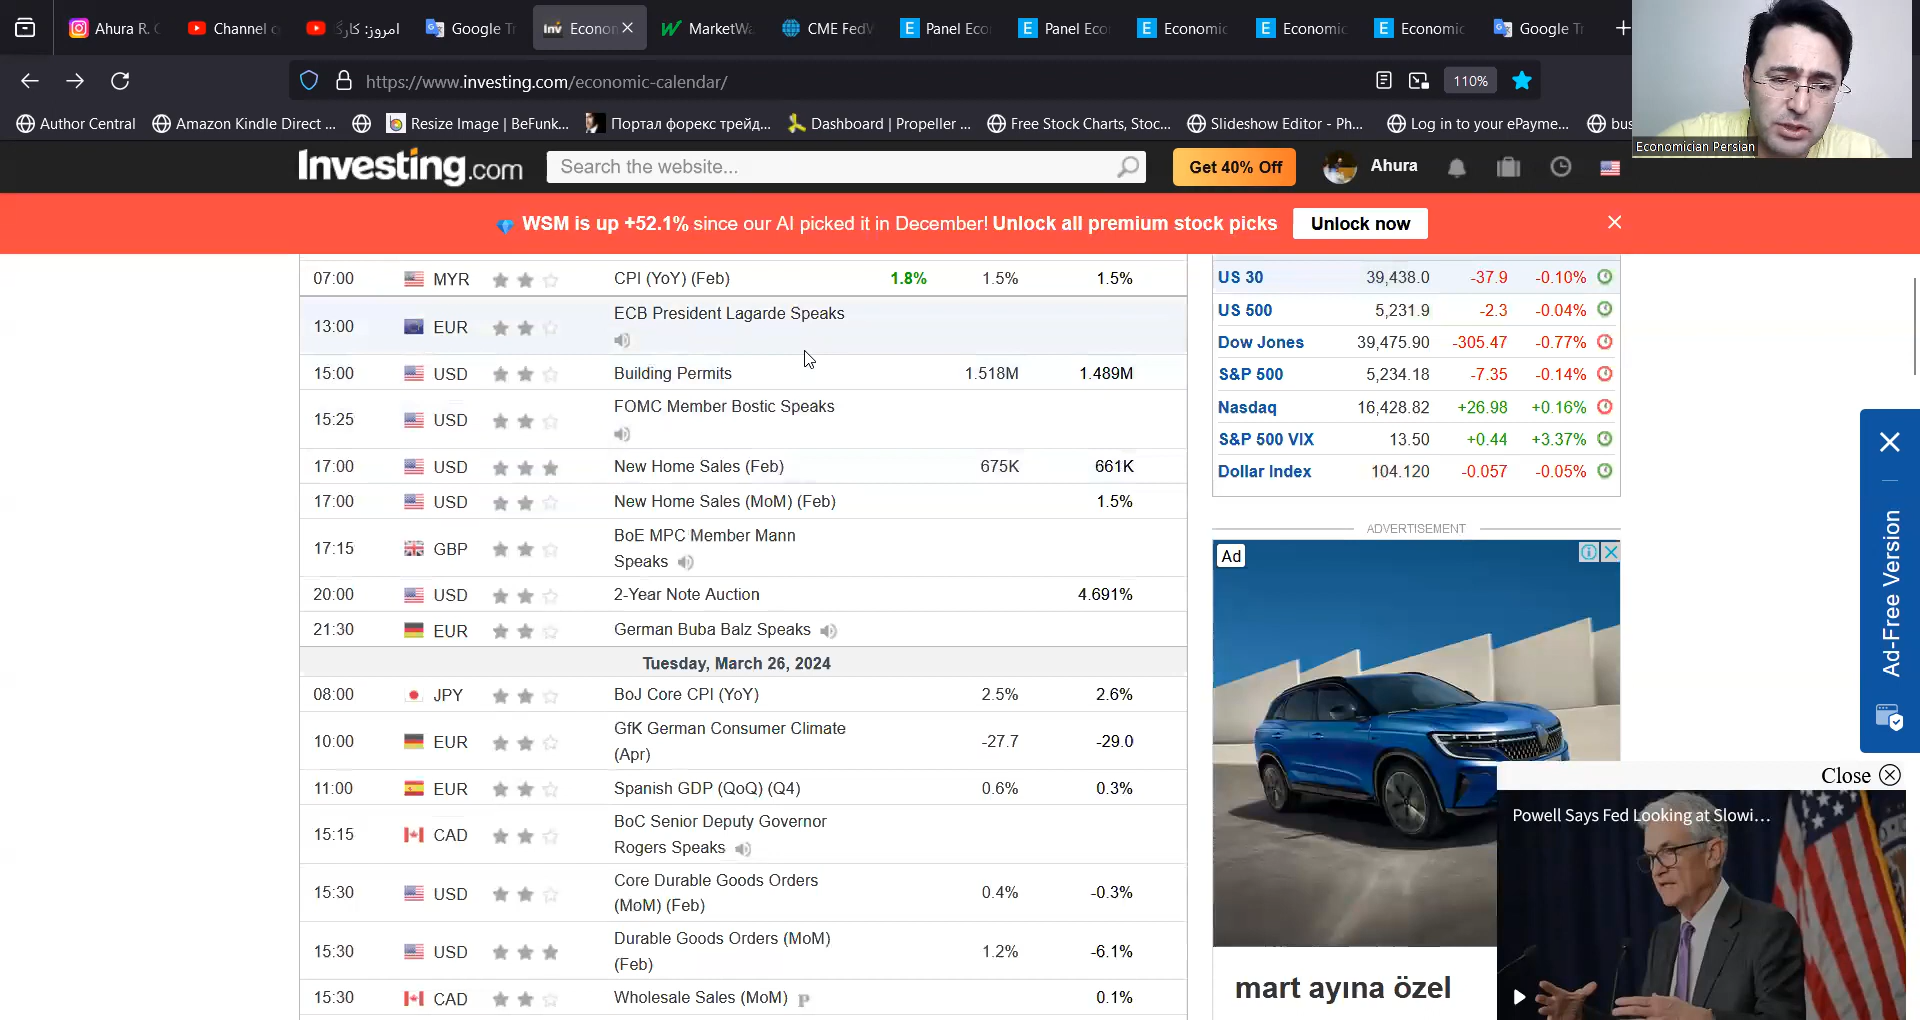 Ahura R. C
Channel c
امروز: کارگ
Google Tr
Econon
MarketWa
CME FedV
Panel Eco
Panel Eco
Economic
Economic
Economic
Google Tr
https://www.investing.com/economic-calendar/
110%
Author Central
Amazon Kindle Direct ...
Resize Image | BeFunk...
Портал форекс трейд...
Dashboard | Propeller ...
Free Stock Charts, Stoc...
Slideshow Editor - Ph...
Log in to your ePayme...
bus
Economician Persian
Investing.com
Search the website...
Get 40% Off
Ahura
WSM is up +52.1% since our AI picked it in December! Unlock all premium stock picks
Unlock now
07:00 MYR CPI (YoY) (Feb) 1.8% 1.5% 1.5%
13:00 EUR ECB President Lagarde Speaks
15:00 USD Building Permits 1.518M 1.489M
15:25 USD FOMC Member Bostic Speaks
17:00 USD New Home Sales (Feb) 675K 661K
17:00 USD New Home Sales (MoM) (Feb) 1.5%
17:15 GBP BoE MPC Member Mann
Speaks
20:00 USD 2-Year Note Auction 4.691%
21:30 EUR German Buba Balz Speaks
Tuesday, March 26, 2024
08:00 JPY BoJ Core CPI (YoY) 2.5% 2.6%
10:00 EUR GfK German Consumer Climate
(Apr) -27.7 -29.0
11:00 EUR Spanish GDP (QoQ) (Q4) 0.6% 0.3%
15:15 CAD BoC Senior Deputy Governor
Rogers Speaks
15:30 USD Core Durable Goods Orders
(MoM) (Feb) 0.4% -0.3%
15:30 USD Durable Goods Orders (MoM)
(Feb) 1.2% -6.1%
15:30 CAD Wholesale Sales (MoM) P 0.1%
US 30 39,438.0 -37.9 -0.10%
US 500 5,231.9 -2.3 -0.04%
Dow Jones 39,475.90 -305.47 -0.77%
S&P 500 5,234.18 -7.35 -0.14%
Nasdaq 16,428.82 +26.98 +0.16%
S&P 500 VIX 13.50 +0.44 +3.37%
Dollar Index 104.120 -0.057 -0.05%
ADVERTISEMENT
Ad
mart ayına özel
Ad-Free Version
Close
Powell Says Fed Looking at Slowi...